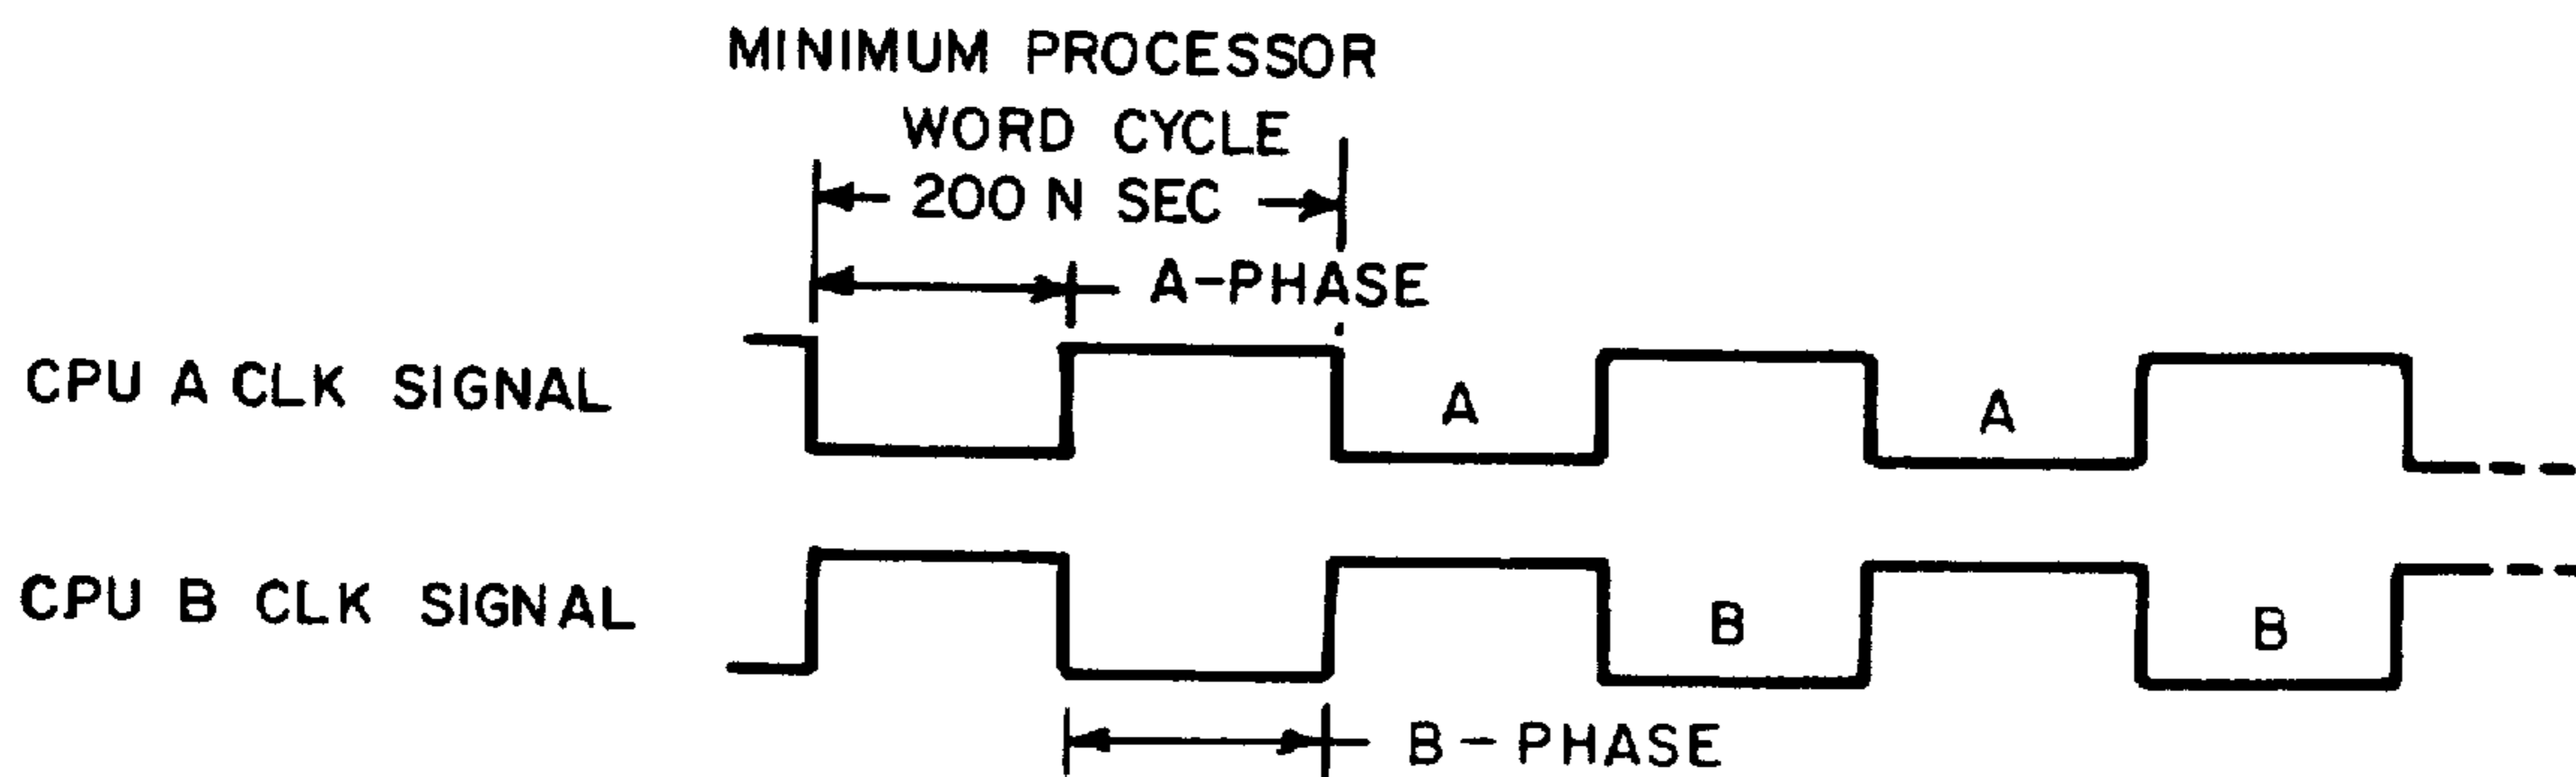 MINIMUM PROCESSOR
WORD CYCLE
200 N SEC
A-PHASE
CPU A CLK SIGNAL
A
A
CPU B CLK SIGNAL
B
B
B-PHASE